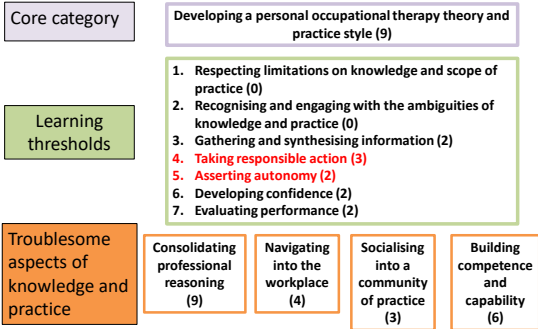 Core category
Developing a personal occupational therapy theory and
practice style (9)
Learning
thresholds
1. Respecting limitations on knowledge and scope of
practice (0)
2. Recognising and engaging with the ambiguities of
knowledge and practice (0)
3. Gathering and synthesising information (2)
4. Taking responsible action (3)
5. Asserting autonomy (2)
6. Developing confidence (2)
7. Evaluating performance (2)
Troublesome
aspects of
knowledge and
practice
Consolidating
professional
reasoning
(9)
Navigating
into the
workplace
(4)
Socialising
into a
community
of practice
(3)
Building
competence
and
capability
(6)